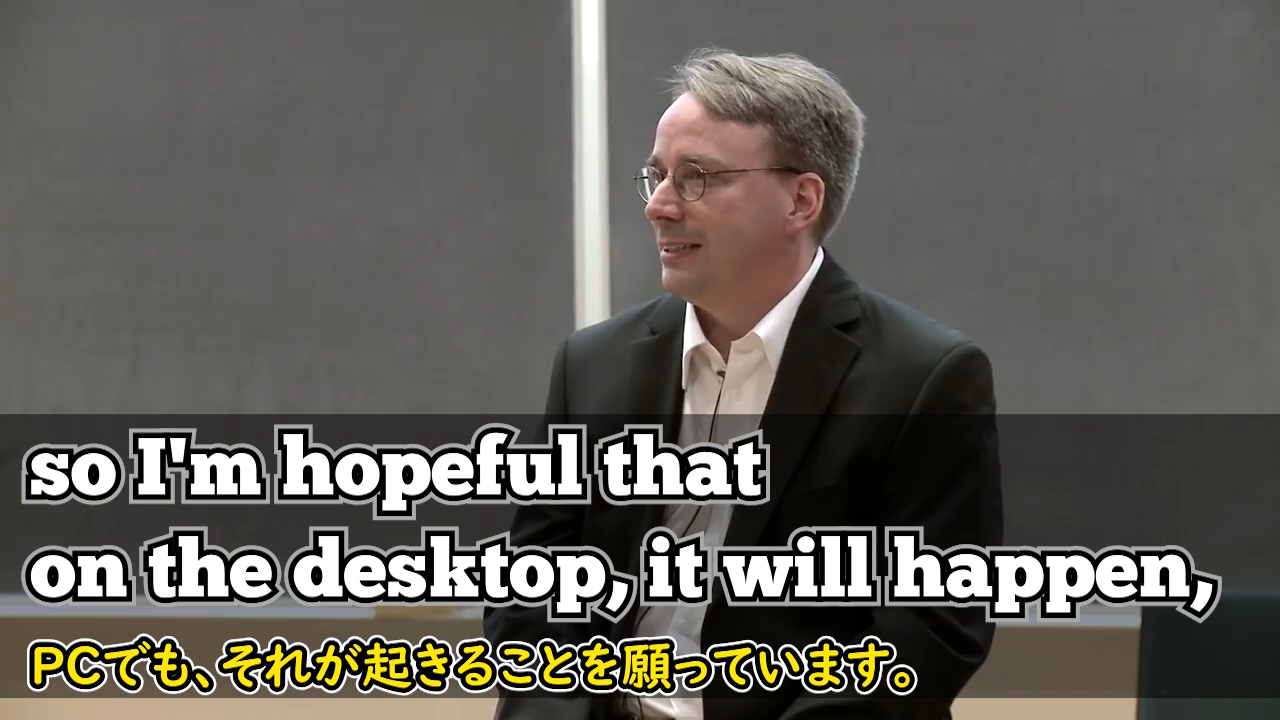 so I'm hopeful that
on the desktop, it will happen,
PCでも、それが起きることを願っています。